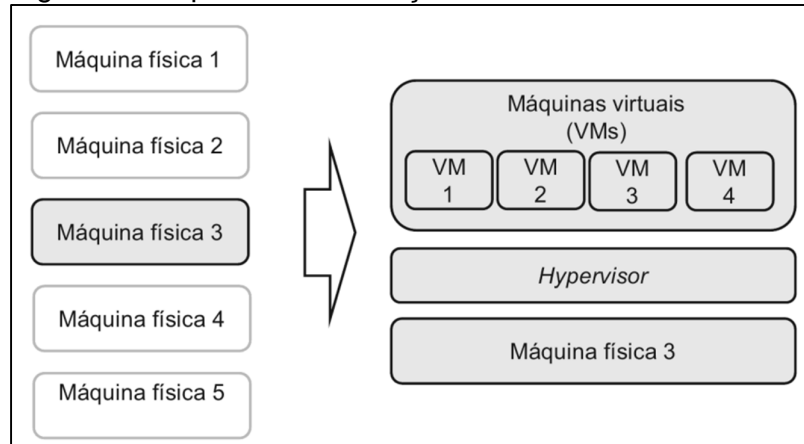 Máquina física 1
Máquina física 2
Máquina física 3
Máquina física 4
Máquina física 5
Máquinas virtuais
(VMs)
VM
1
VM
2
VM
3
VM
4
Hypervisor
Máquina física 3